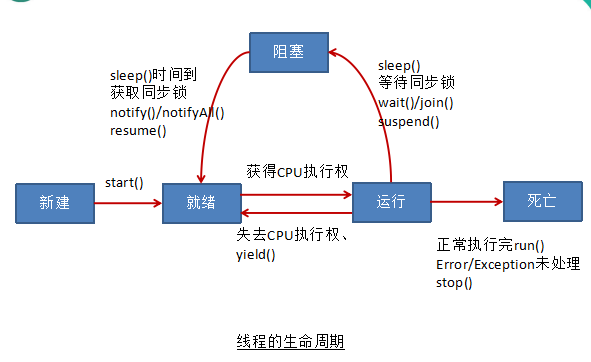 阻塞
sleep()时间到
获取同步锁
notify()/notifyAll()
resume()
sleep()
等待同步锁
wait()/join()
suspend()
新建
start()
就绪
获得CPU执行权
失去CPU执行权、
yield()
运行
死亡
正常执行完run()
Error/Exception未处理
stop()
线程的生命周期